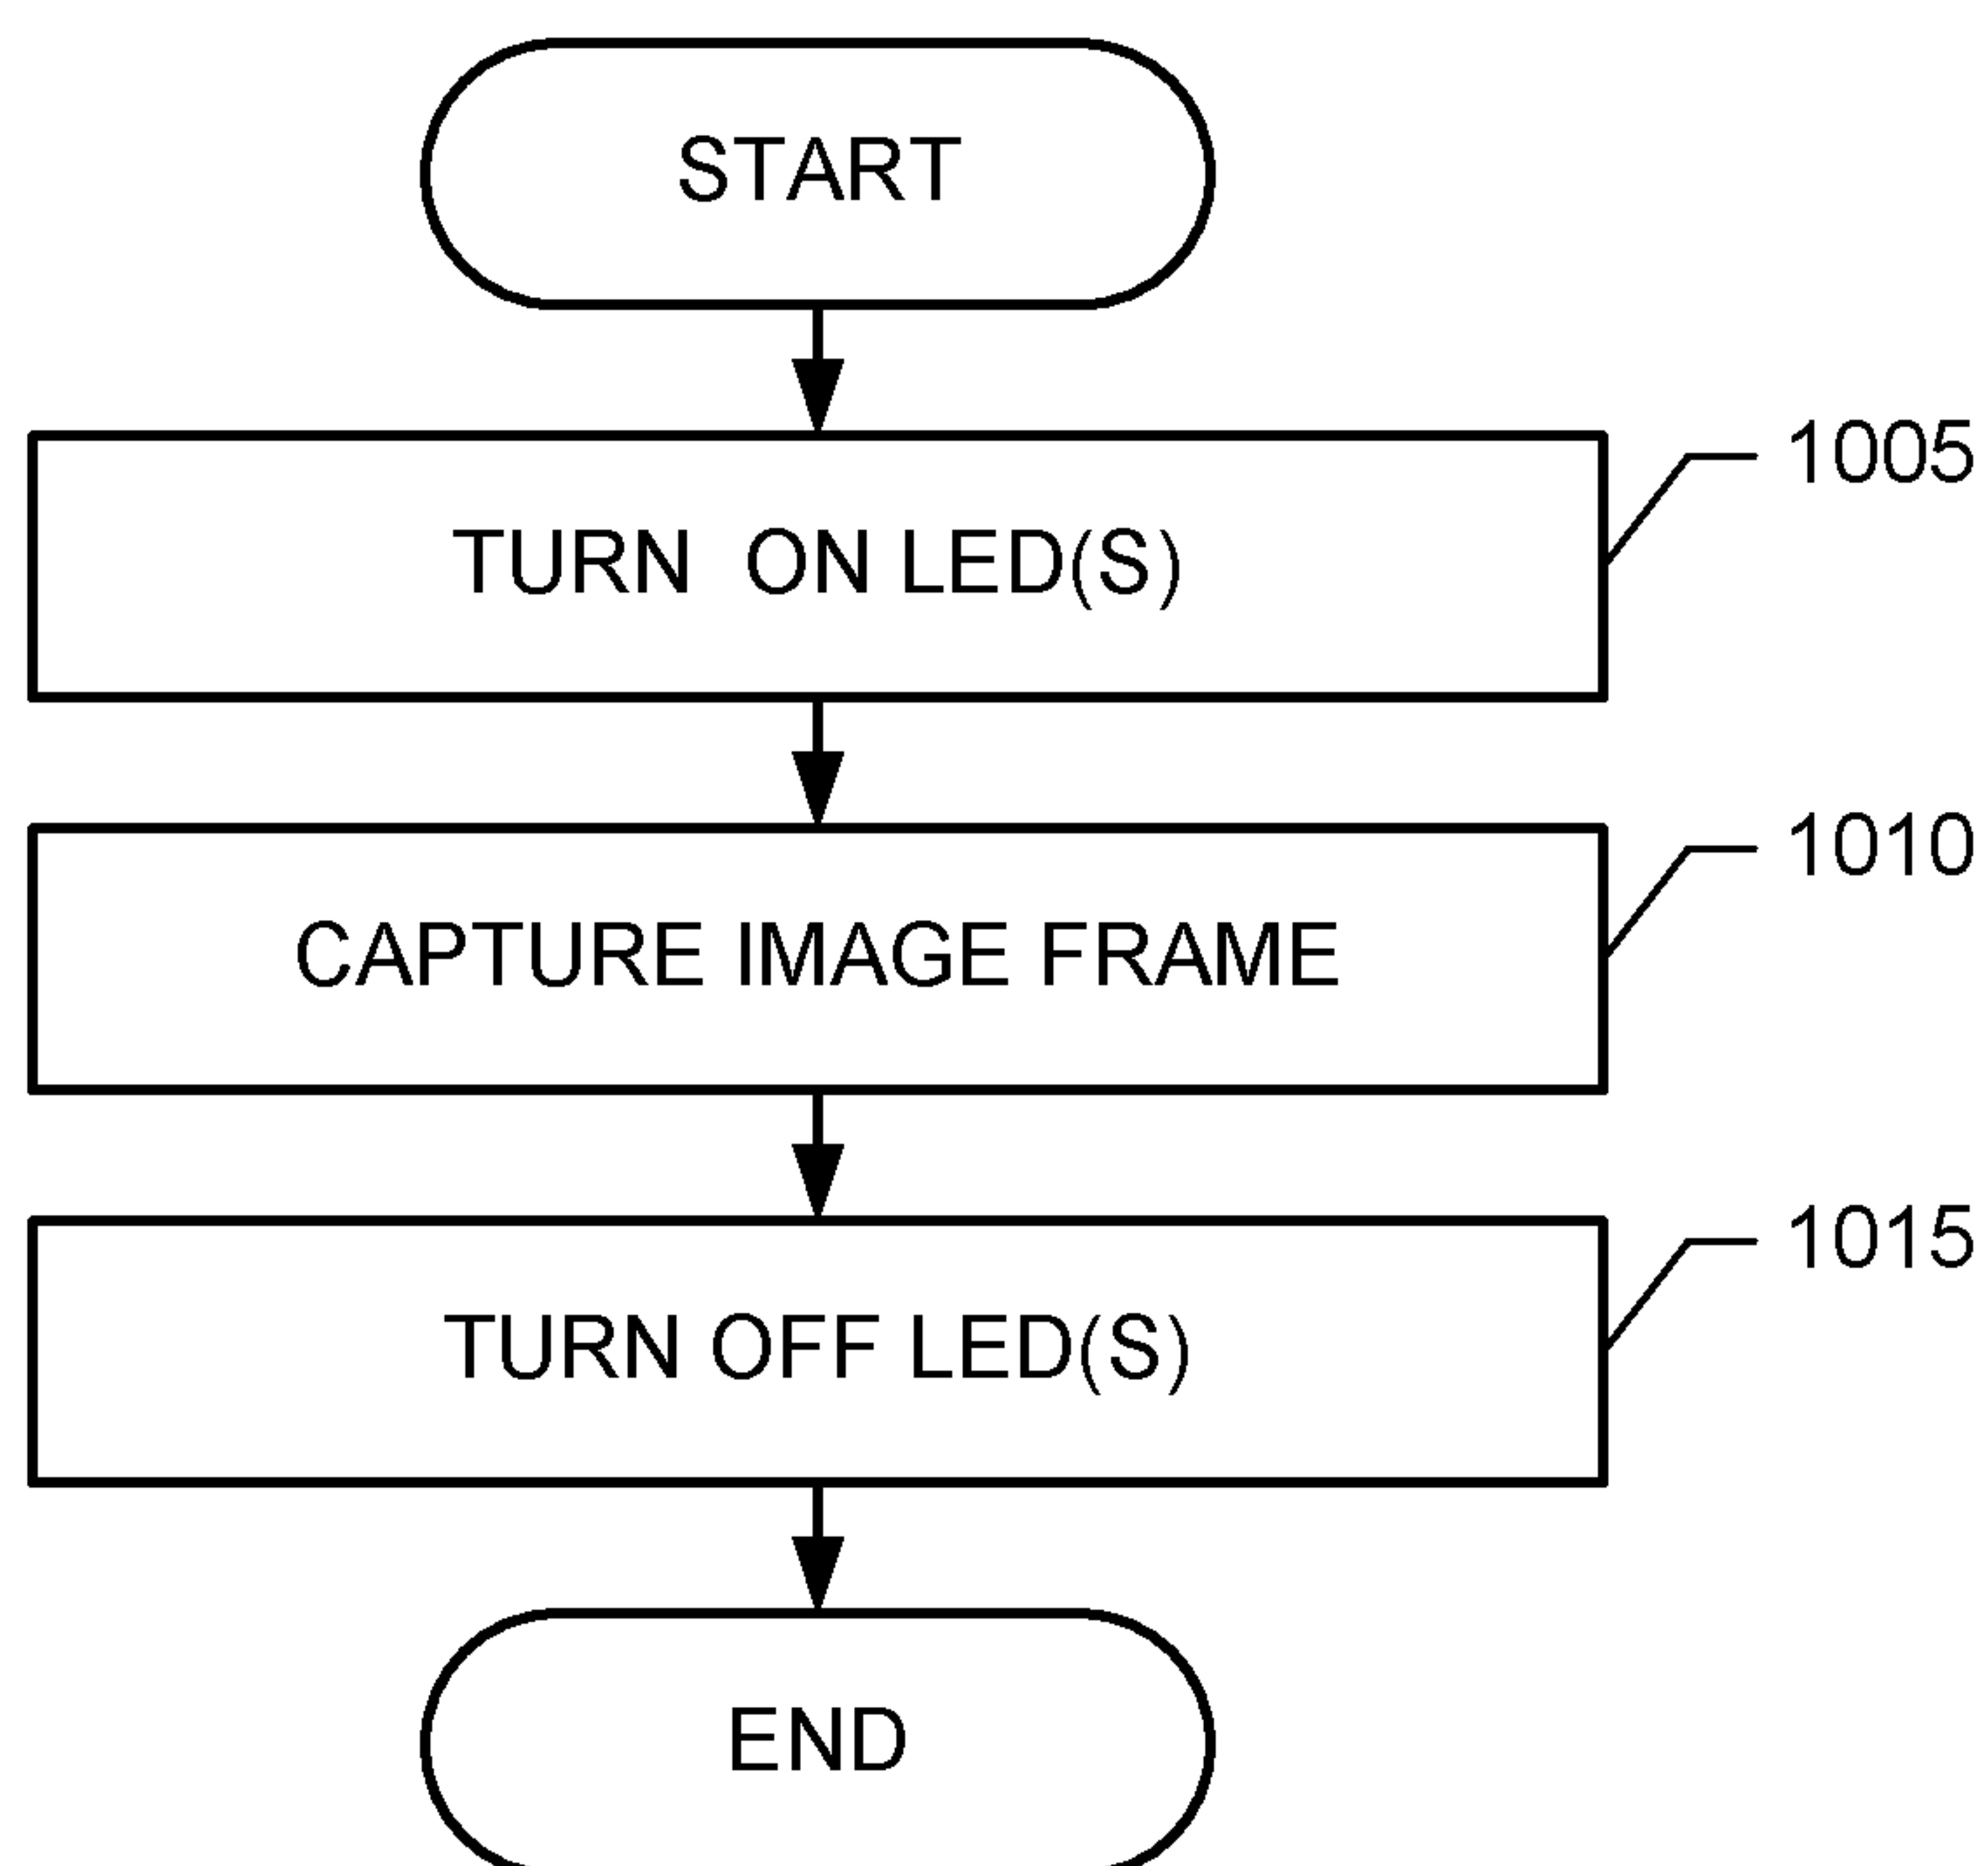 START
1005
TURN ON LED(S)
1010
CAPTURE IMAGE FRAME
1015
TURN OFF LED(S)
END